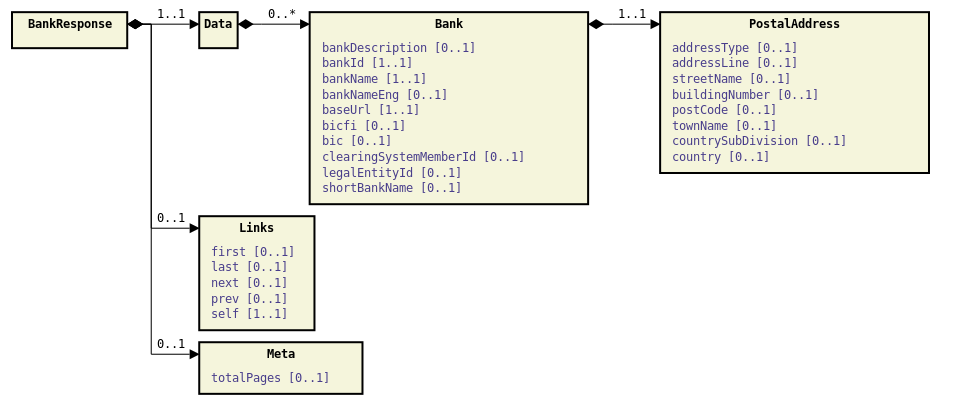 BankResponse
1..1
Data
0..*
Bank
bankDescription [0..1]
bankId [1..1]
bankName [1..1]
bankNameEng [0..1]
baseUrl [1..1]
bicfi [0..1]
bic [0..1]
clearingSystemMemberId [0..1]
legalEntityId [0..1]
shortBankName [0..1]
1..1
PostalAddress
addressType [0..1]
addressLine [0..1]
streetName [0..1]
buildingNumber [0..1]
postCode [0..1]
townName [0..1]
countrySubDivision [0..1]
country [0..1]
0..1
Links
first [0..1]
last [0..1]
next [0..1]
prev [0..1]
self [1..1]
0..1
Meta
totalPages [0..1]